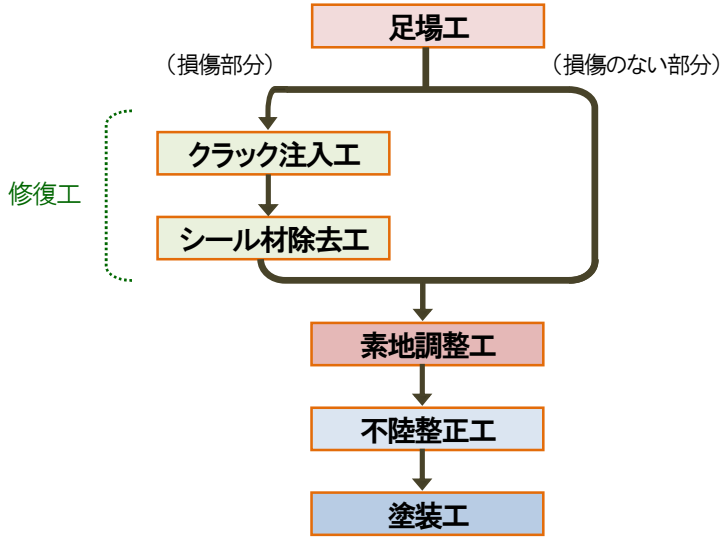 足場工
（損傷部分）
（損傷のない部分）
クラック注入工
修復工
シール材除去工
素地調整工
不陸整正工
塗装工